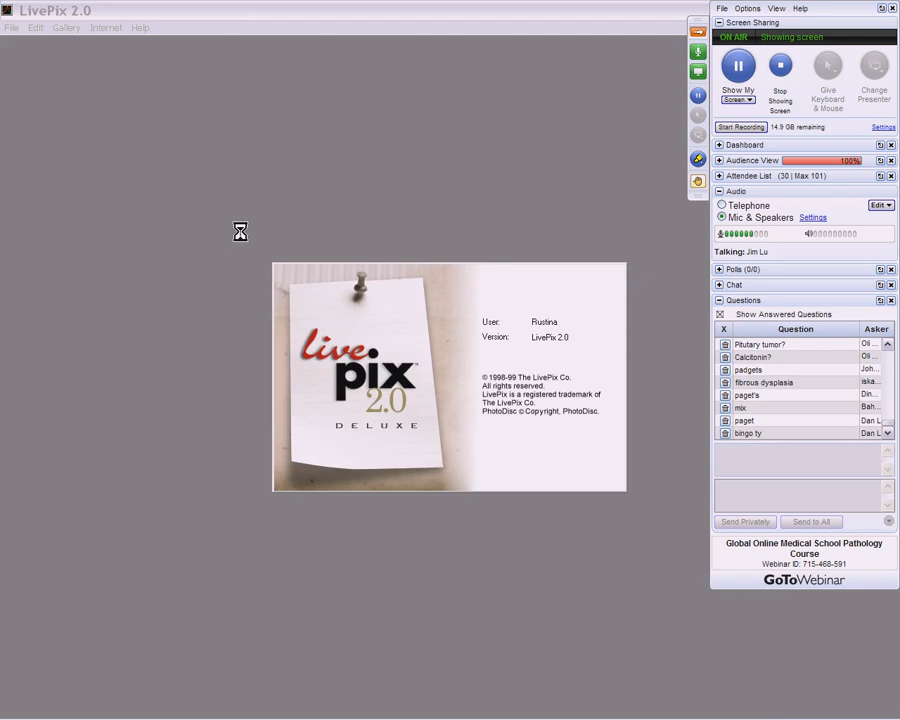 LivePix 2.0
File Edit Gallery Internet Help
live
pix
2.0
DELUXE
User: Rustina
Version: LivePix 2.0
© 1998-99 The LivePix Co.
All rights reserved.
LivePix is a registered trademark of
The LivePix Co.
PhotoDisc © Copyright, PhotoDisc.
File Options View Help
Screen Sharing
ON AIR Showing screen
Show My
Screen
Stop
Showing
Screen
Give
Keyboard
& Mouse
Change
Presenter
Start Recording 14.9 GB remaining Settings
Dashboard
Audience View 100%
Attendee List (30 | Max 101)
Audio
Telephone
Mic & Speakers Settings
Edit
Talking: Jim Lu
Polls (0/0)
Chat
Questions
Show Answered Questions
X Question Asker
Pitutary tumor? Oli ...
Calcitonin? Oli ...
padgets Joh...
fibrous dysplasia iska...
paget's Din...
mix Bah...
paget Dan L
bingo ty Dan L
Send Privately Send to All
Global Online Medical School Pathology
Course
Webinar ID: 715-468-591
GoToWebinar